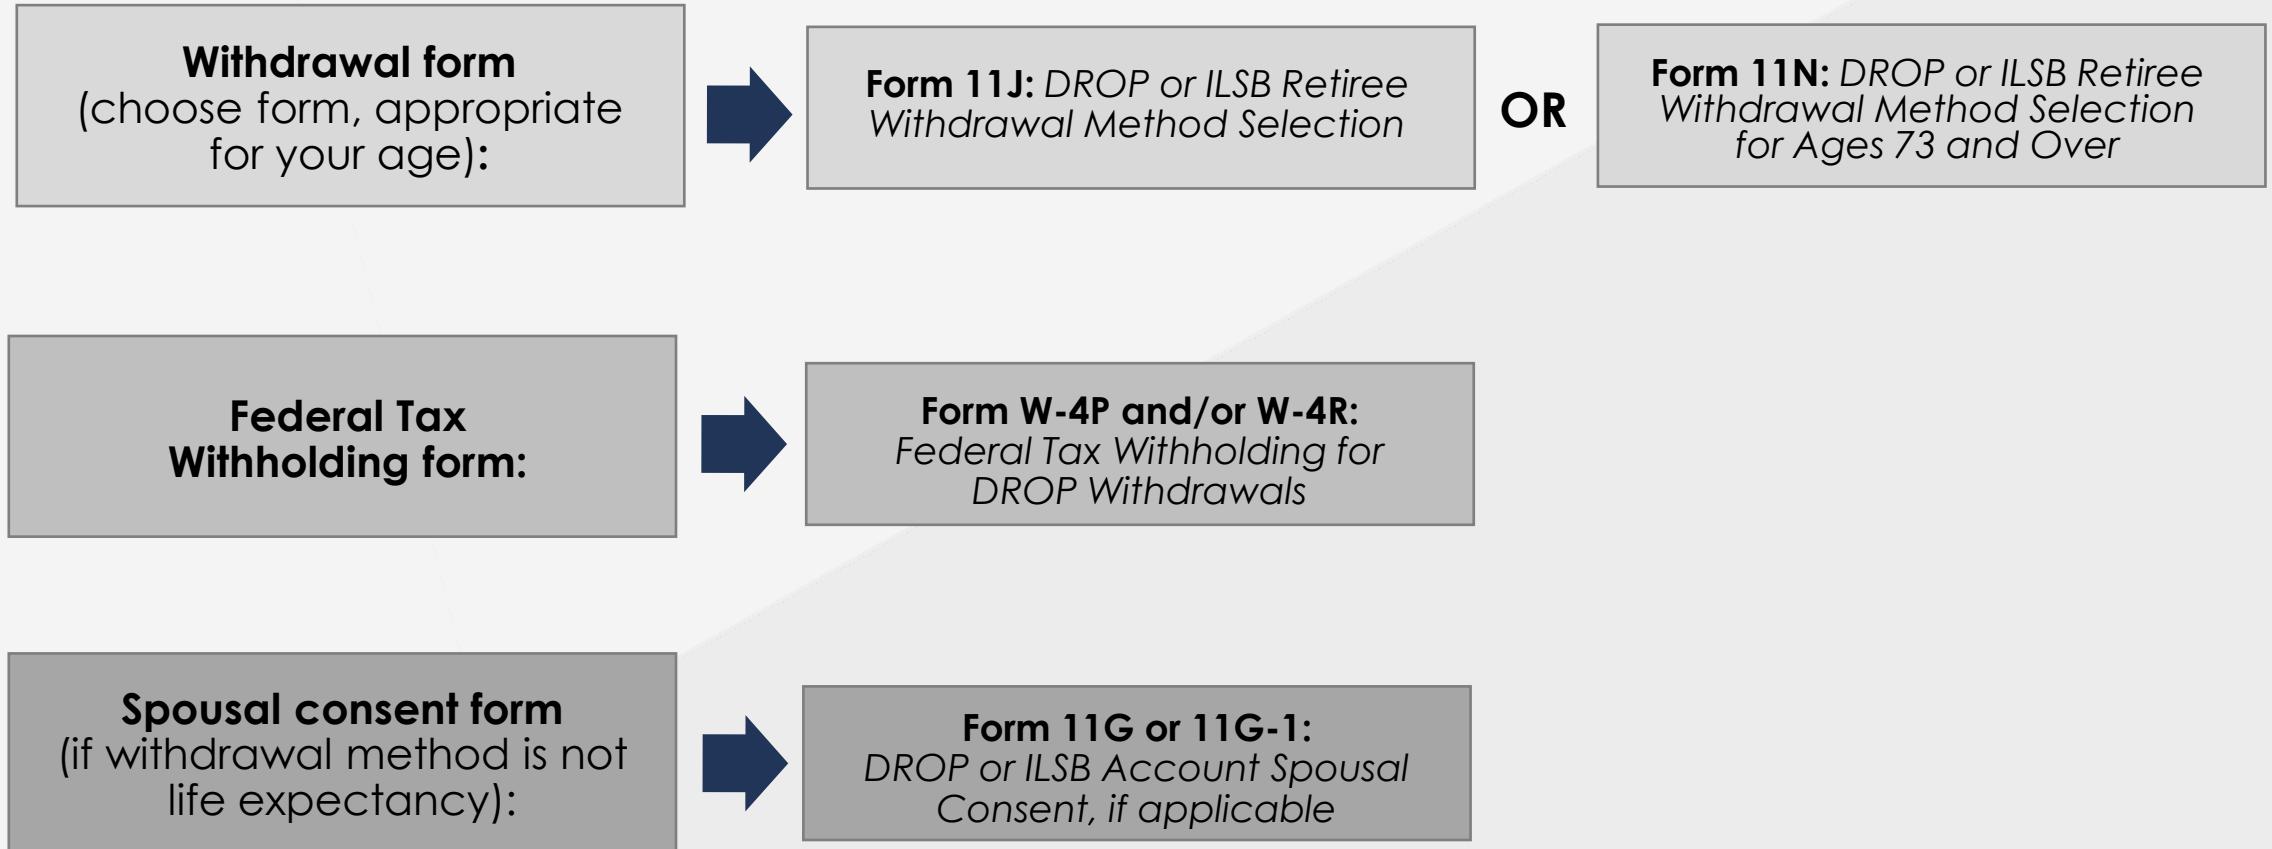 Withdrawal form
(choose form, appropriate
for your age):
Form 11J: DROP or ILSB Retiree
Withdrawal Method Selection
OR
Form 11N: DROP or ILSB Retiree
Withdrawal Method Selection
for Ages 73 and Over
Federal Tax
Withholding form:
Form W-4P and/or W-4R:
Federal Tax Withholding for
DROP Withdrawals
Spousal consent form
(if withdrawal method is not
life expectancy):
Form 11G or 11G-1:
DROP or ILSB Account Spousal
Consent, if applicable